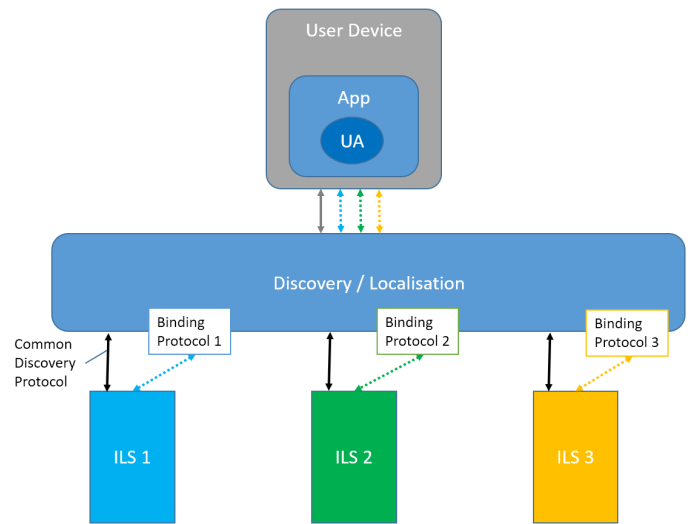 User Device
App
UA
Discovery / Localisation
Common
Discovery
Protocol
Binding
Protocol 1
Binding
Protocol 2
Binding
Protocol 3
ILS 1
ILS 2
ILS 3